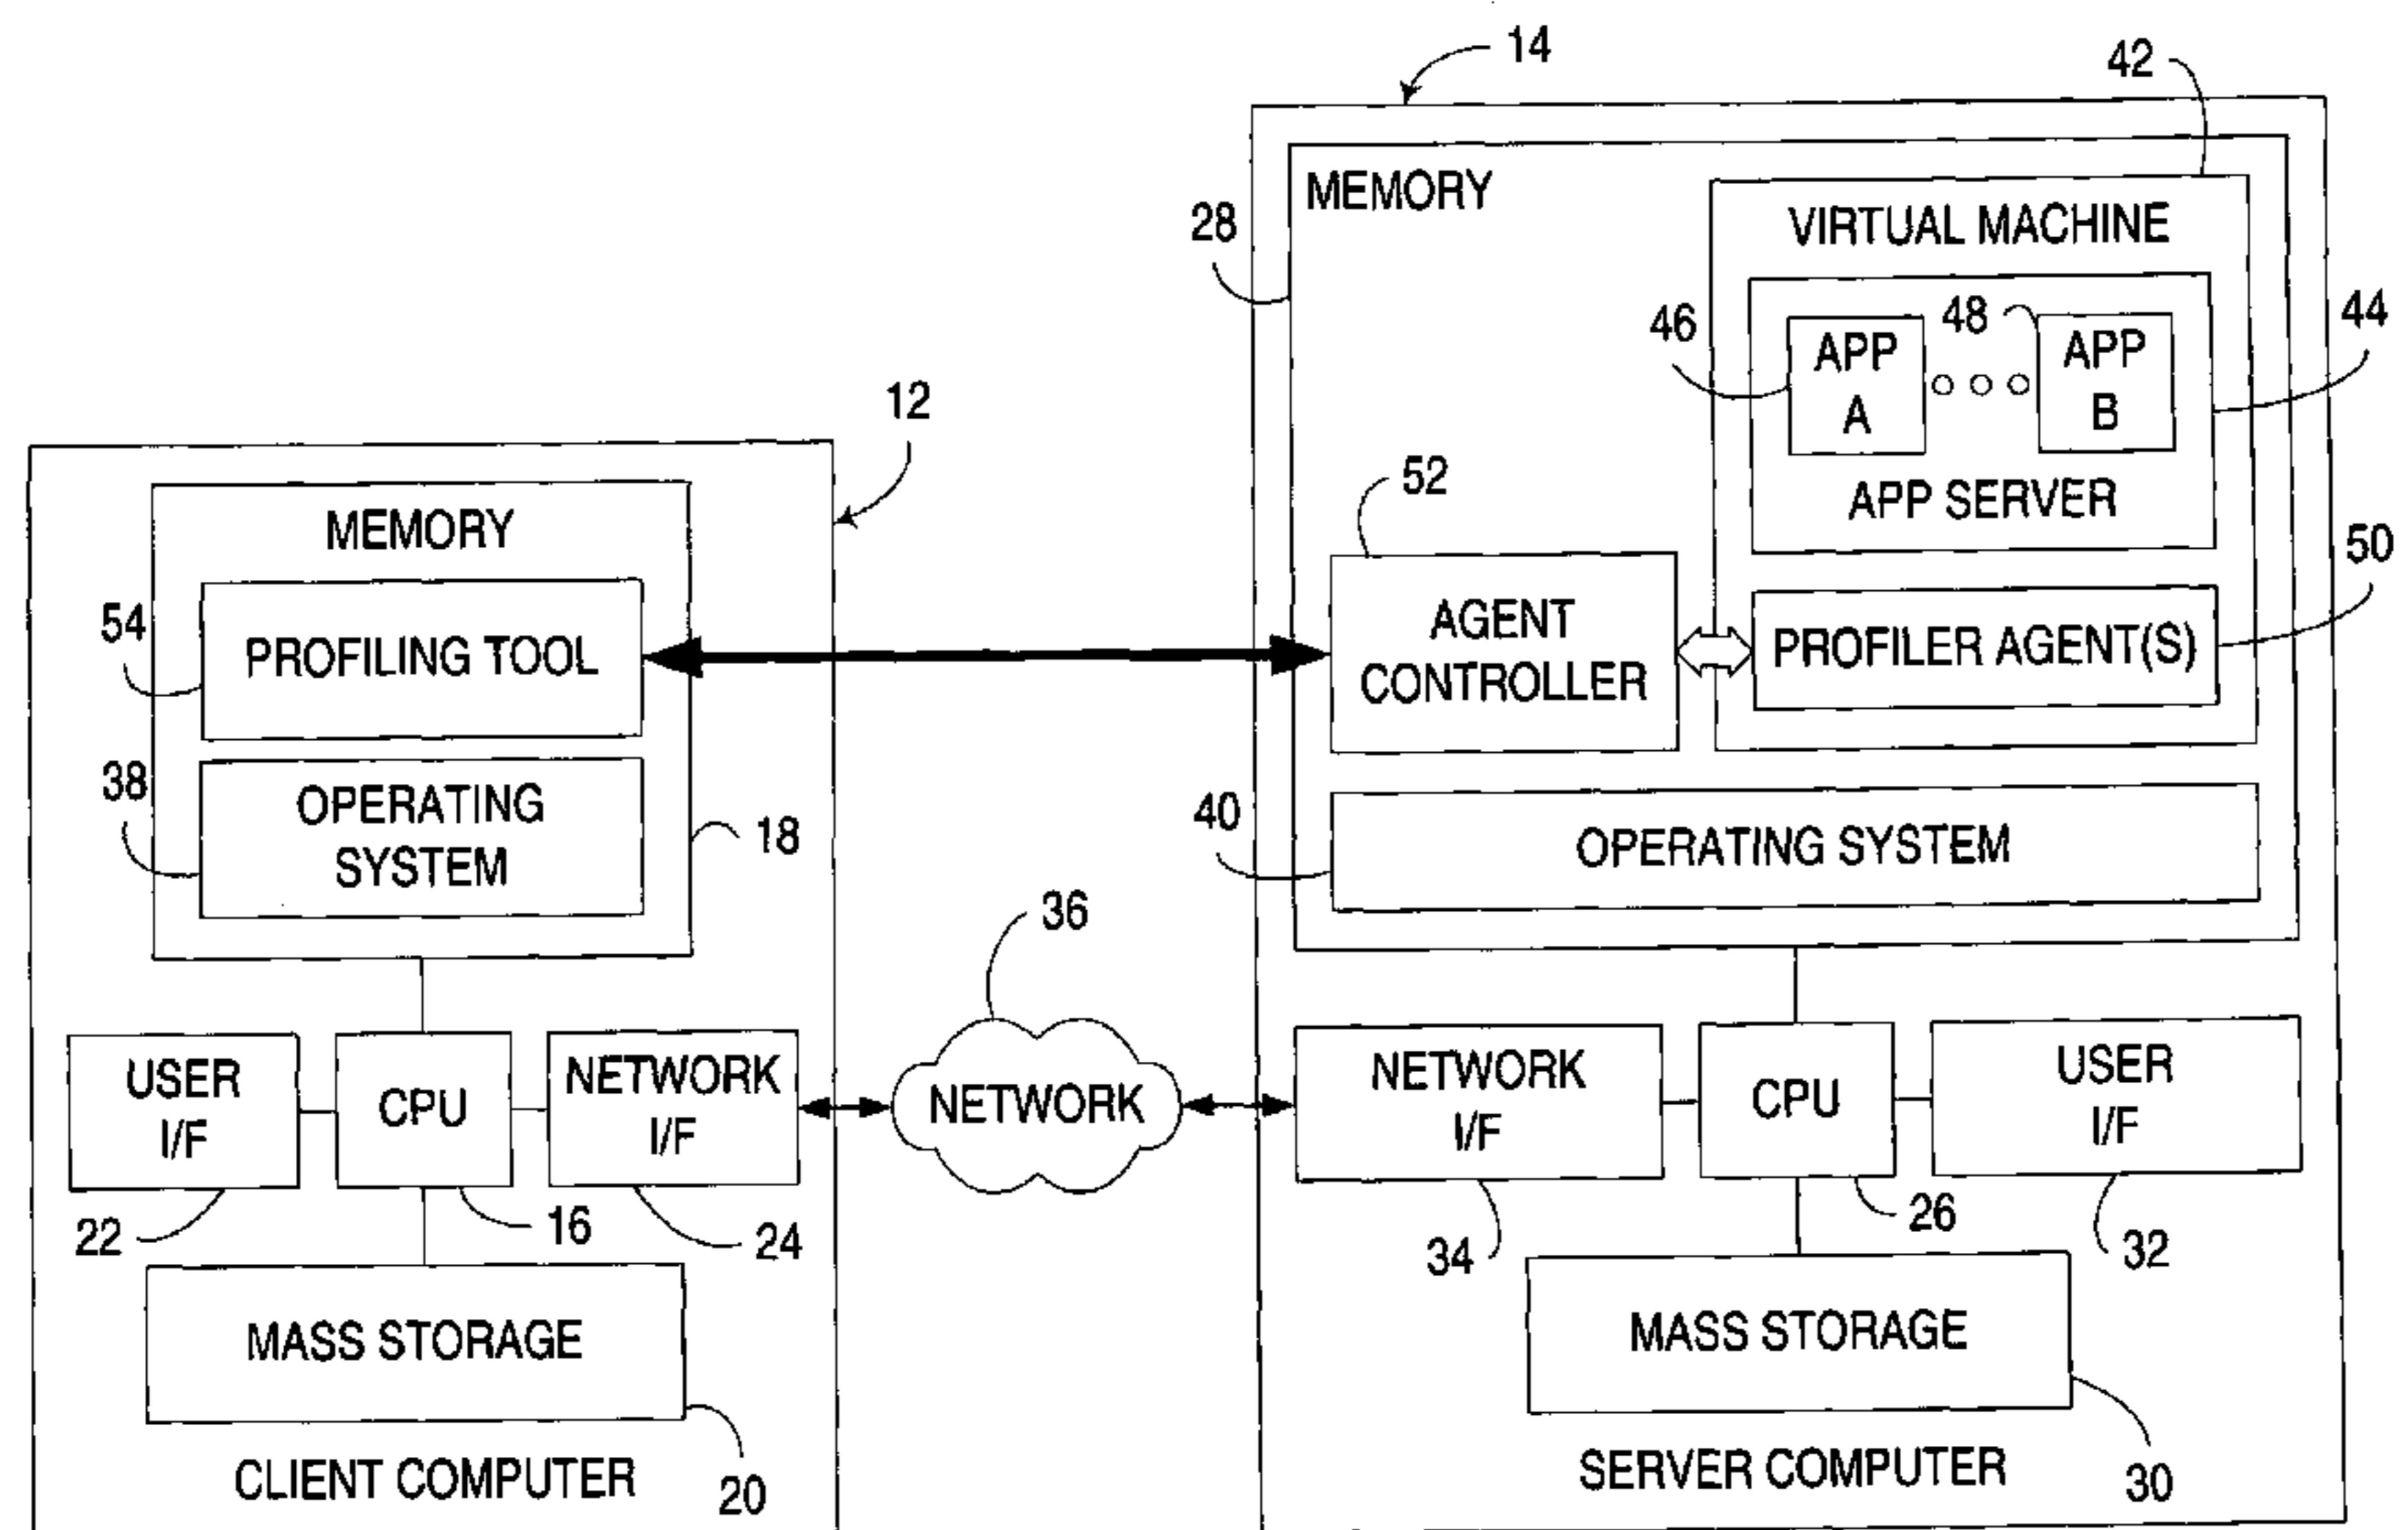 14
42
MEMORY
28
VIRTUAL MACHINE
46
48
44
APP
A
APP
B
APP SERVER
12
52
50
MEMORY
54
PROFILING TOOL
AGENT
CONTROLLER
PROFILER AGENT(S)
38
OPERATING
SYSTEM
18
40
OPERATING SYSTEM
36
USER
I/F
CPU
NETWORK
I/F
NETWORK
NETWORK
I/F
CPU
USER
I/F
22
16
24
34
26
32
MASS STORAGE
MASS STORAGE
CLIENT COMPUTER
20
SERVER COMPUTER
30